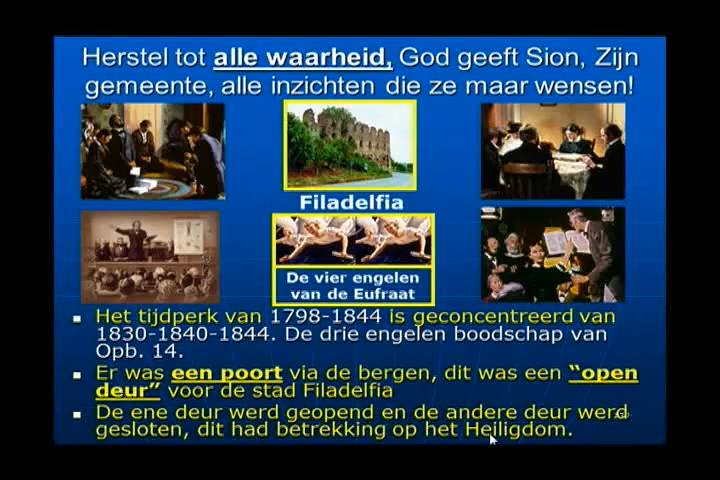 Herstel tot alle waarheid, God geeft Sion, Zijn
gemeente, alle inzichten die ze maar wensen!
Filadelfia
De vier engelen
van de Eufraat
Het tijdperk van 1798-1844 is geconcentreerd van
1830-1840-1844. De drie engelen boodschap van
Opb. 14.
Er was een poort via de bergen, dit was een “open
deur” voor de stad Filadelfia
De ene deur werd geopend en de andere deur werd
gesloten, dit had betrekking op het Heiligdom.